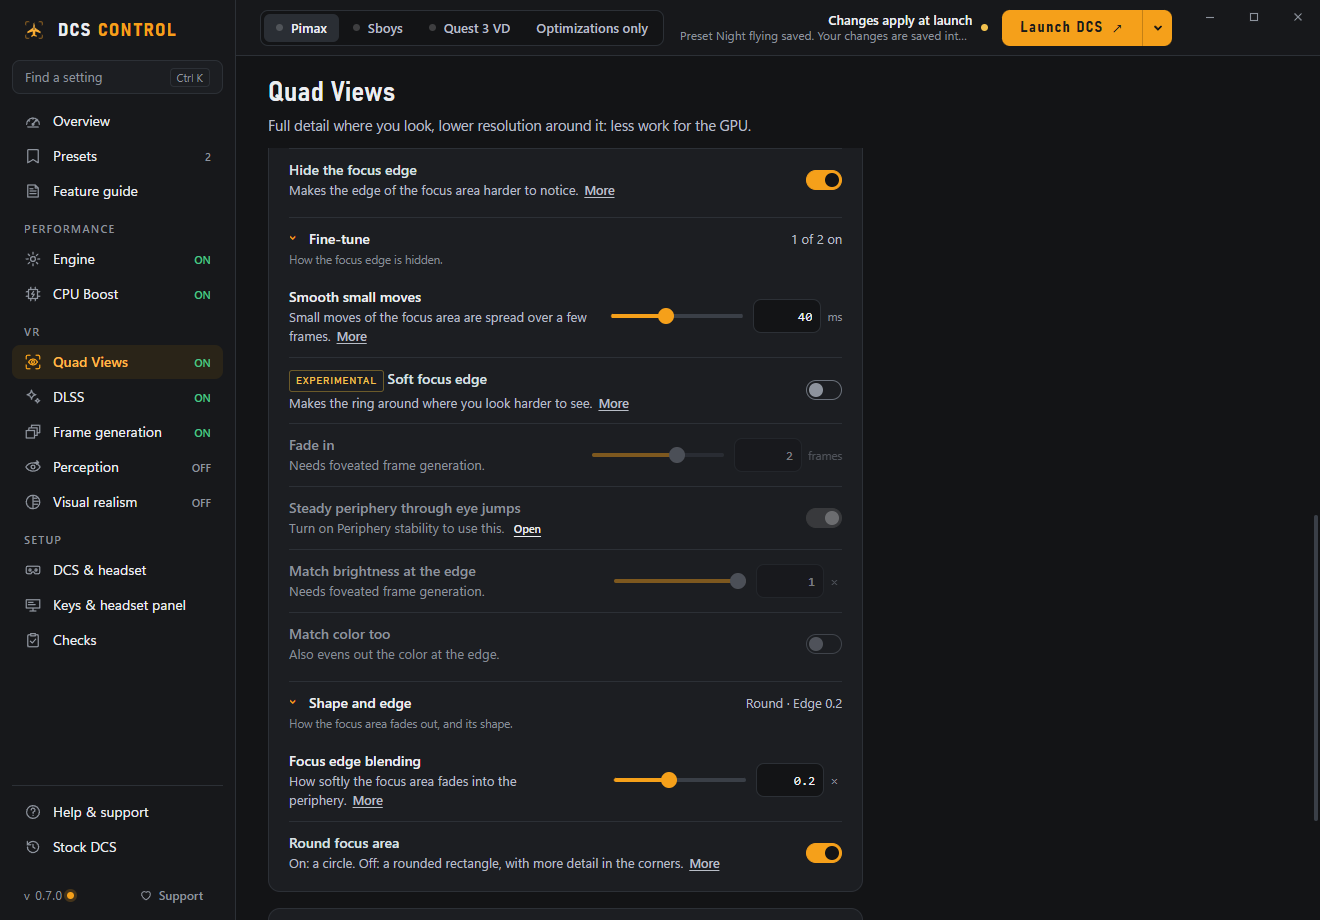 DCS CONTROL
Find a setting Ctrl K
Overview
Presets 2
Feature guide
PERFORMANCE
Engine ON
CPU Boost ON
VR
Quad Views ON
DLSS ON
Frame generation ON
Perception OFF
Visual realism OFF
SETUP
DCS & headset
Keys & headset panel
Checks
Help & support
Stock DCS
v 0.7.0 Support
Pimax Sboys Quest 3 VD Optimizations only
Changes apply at launch
Preset Night flying saved. Your changes are saved int...
Launch DCS ↗
Quad Views
Full detail where you look, lower resolution around it: less work for the GPU.
Hide the focus edge
Makes the edge of the focus area harder to notice. More
Fine-tune 1 of 2 on
How the focus edge is hidden.
Smooth small moves
Small moves of the focus area are spread over a few
frames. More
40 ms
EXPERIMENTAL Soft focus edge
Makes the ring around where you look harder to see. More
Fade in
Needs foveated frame generation.
2 frames
Steady periphery through eye jumps
Turn on Periphery stability to use this. Open
Match brightness at the edge
Needs foveated frame generation.
1 ×
Match color too
Also evens out the color at the edge.
Shape and edge Round · Edge 0.2
How the focus area fades out, and its shape.
Focus edge blending
How softly the focus area fades into the
periphery. More
0.2 ×
Round focus area
On: a circle. Off: a rounded rectangle, with more detail in the corners. More